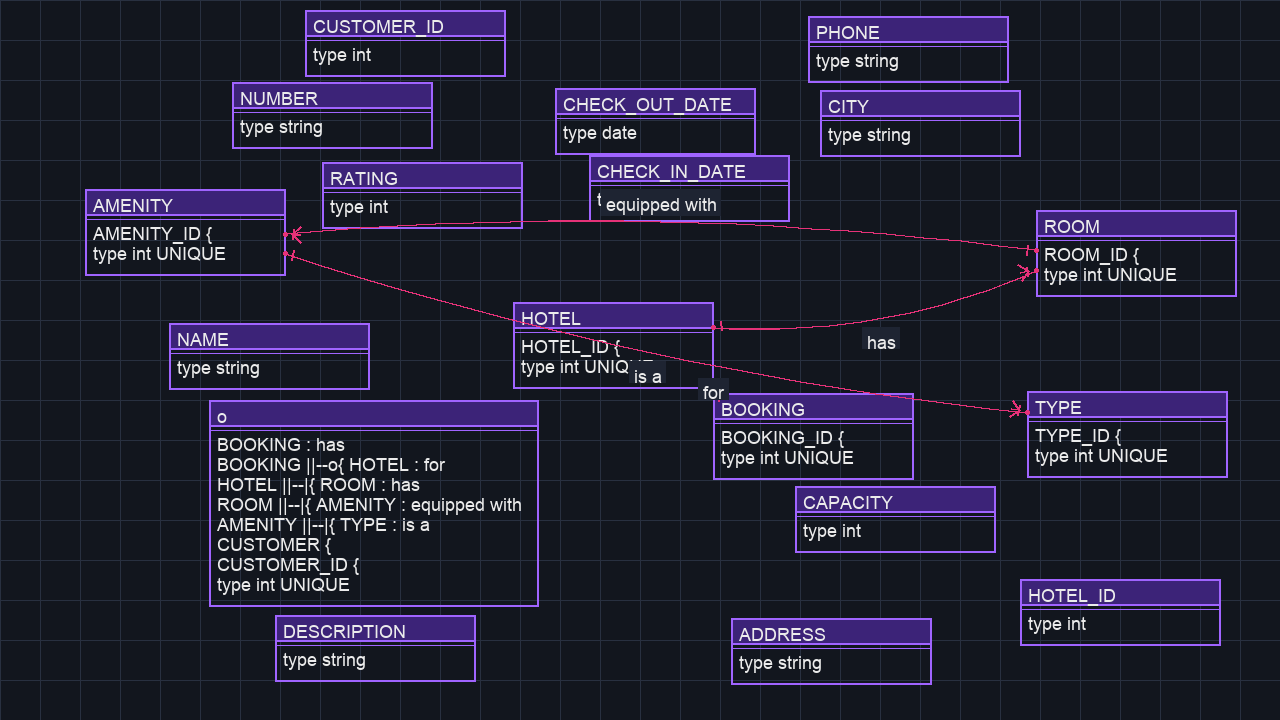 CUSTOMER_ID
type int
PHONE
type string
NUMBER
type string
CHECK_OUT_DATE
type date
CITY
type string
CHECK_IN_DATE
t
equipped with
RATING
type int
AMENITY
AMENITY_ID {
type int UNIQUE
ROOM
ROOM_ID {
type int UNIQUE
HOTEL
HOTEL_ID {
type int UNIQ
is a
has
for
NAME
type string
BOOKING
BOOKING_ID {
type int UNIQUE
TYPE
TYPE_ID {
type int UNIQUE
o
BOOKING : has
BOOKING ||--o{ HOTEL : for
HOTEL ||--|{ ROOM : has
ROOM ||--|{ AMENITY : equipped with
AMENITY ||--|{ TYPE : is a
CUSTOMER {
CUSTOMER_ID {
type int UNIQUE
CAPACITY
type int
HOTEL_ID
type int
DESCRIPTION
type string
ADDRESS
type string